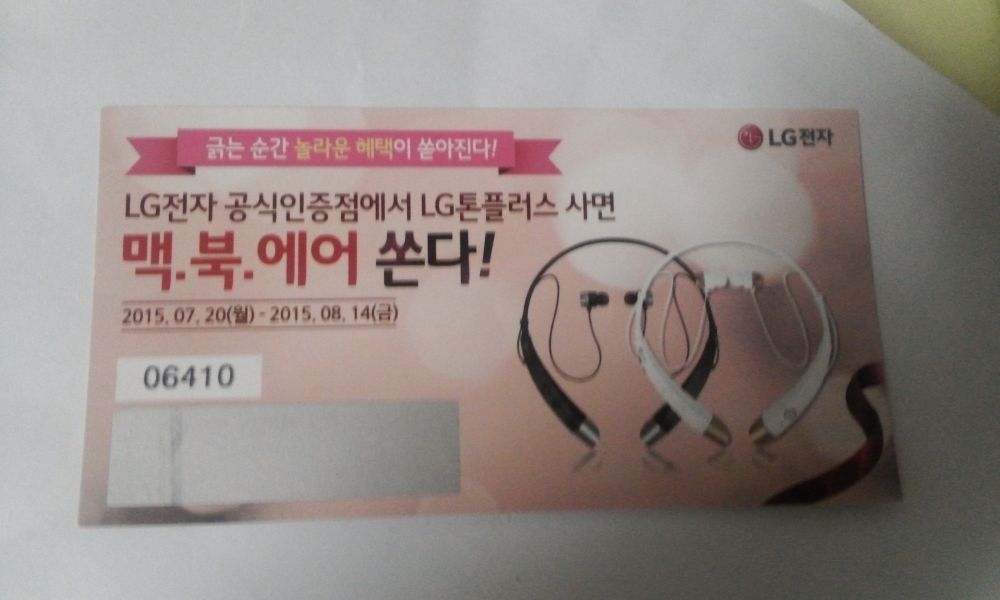 긁는 순간 놀라운 혜택이 쏟아진다!
LG전자
LG전자 공식인증점에서 LG톤플러스 사면
맥.북.에어 쏜다!
2015. 07. 20(월) - 2015. 08. 14(금)
06410